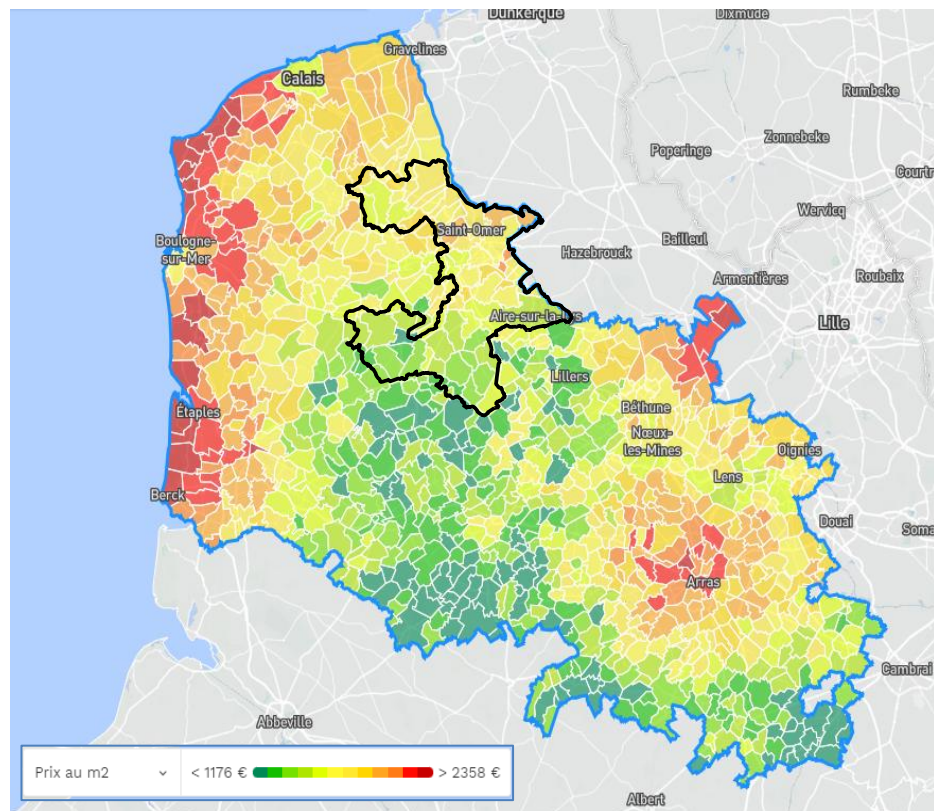 Dunkerque
Dixmude
Gravelines
Calais
Rumbeke
Zonnebeke
Poperinge
Courtr
Wervicq
Saint-Omer
Boulogne-
sur-Mer
Hazebrouck
Bailleul
Armentières
Roubaix
Aire-sur-la-Lys
Lille
Lillers
Étaples
Béthune
Nœux-
les-Mines
Oignies
Lens
Berck
Douai
Soma
Arras
Cambrai
Abbeville
Prix au m2
< 1176 €
> 2358 €
Albert